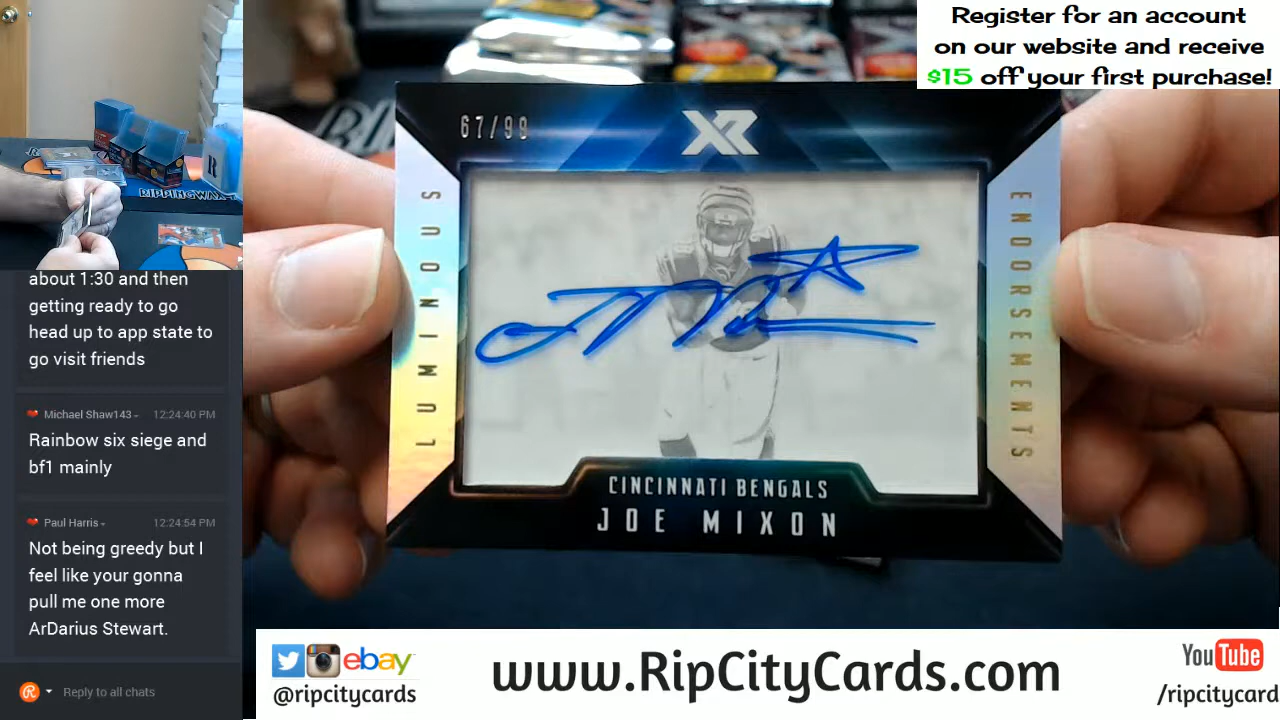 Register for an account
on our website and receive
$15 off your first purchase!
RIPPINGWAX
about 1:30 and then
getting ready to go
head up to app state to
go visit friends
Michael Shaw143
12:24:40 PM
Rainbow six siege and
bf1 mainly
Paul Harris
12:24:54 PM
Not being greedy but I
feel like your gonna
pull me one more
ArDarius Stewart.
Reply to all chats
67/99
XR
LUMINOUS
ENDORSEMENTS
CINCINNATI BENGALS
JOE MIXON
ebay
@ripcitycards
www.RipCityCards.com
YouTube
/ripcitycard